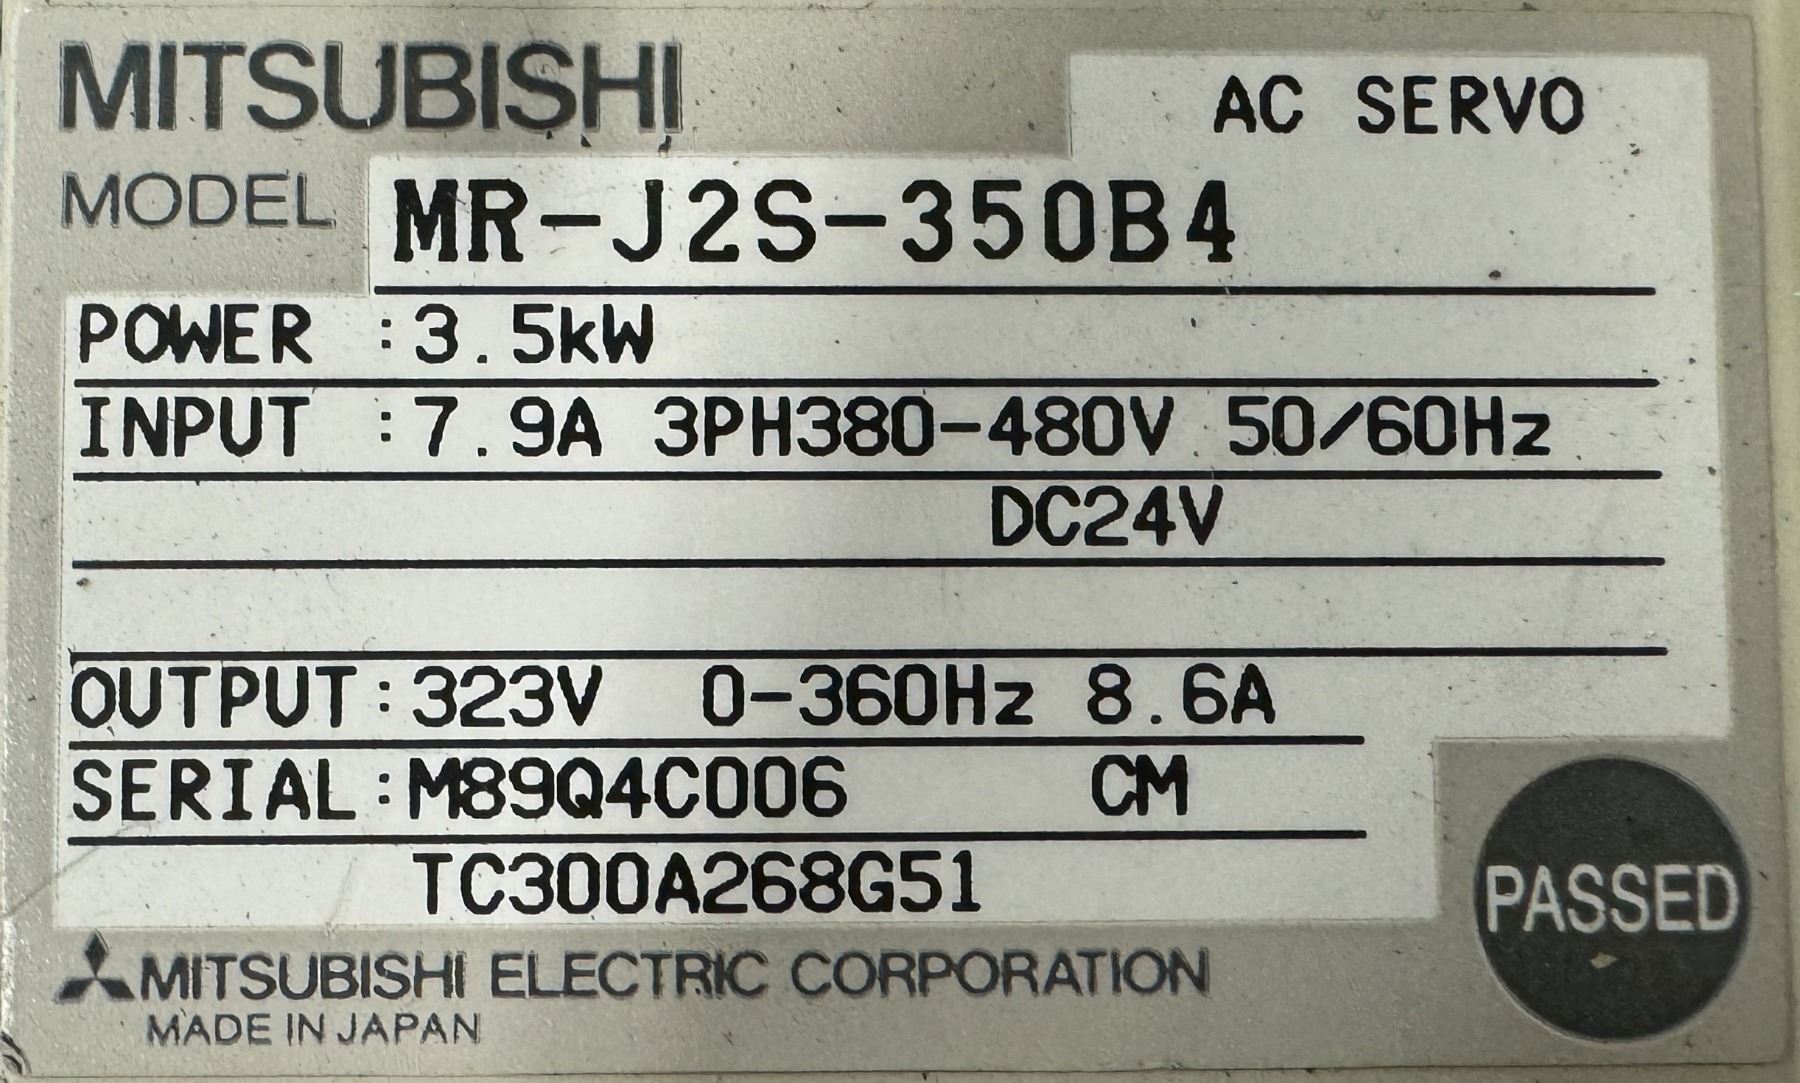 MITSUBISHI
AC SERVO
MODEL MR-J2S-350B4
POWER :3.5kW
INPUT :7.9A 3PH380-480V 50/60Hz
DC24V
OUTPUT:323V 0-360Hz 8.6A
SERIAL:M89Q4C006 CM
TC300A268G51
PASSED
MITSUBISHI ELECTRIC CORPORATION
MADE IN JAPAN